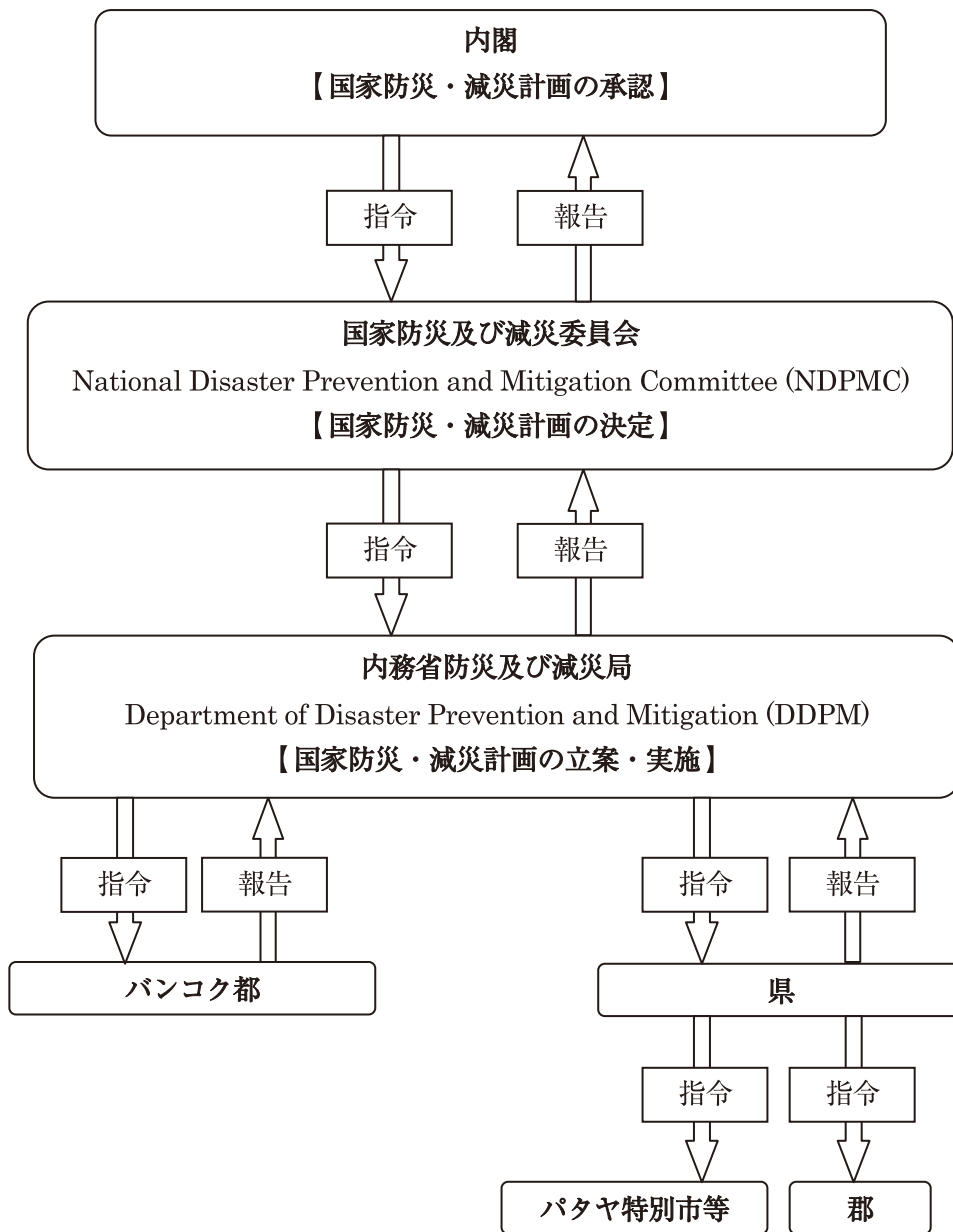 内閣
【国家防災・減災計画の承認】
指令
報告
国家防災及び減災委員会
National Disaster Prevention and Mitigation Committee (NDPMC)
【国家防災・減災計画の決定】
指令
報告
内務省防災及び減災局
Department of Disaster Prevention and Mitigation (DDPM)
【国家防災・減災計画の立案・実施】
指令
報告
指令
報告
バンコク都
県
指令
指令
パタヤ特別市等
郡